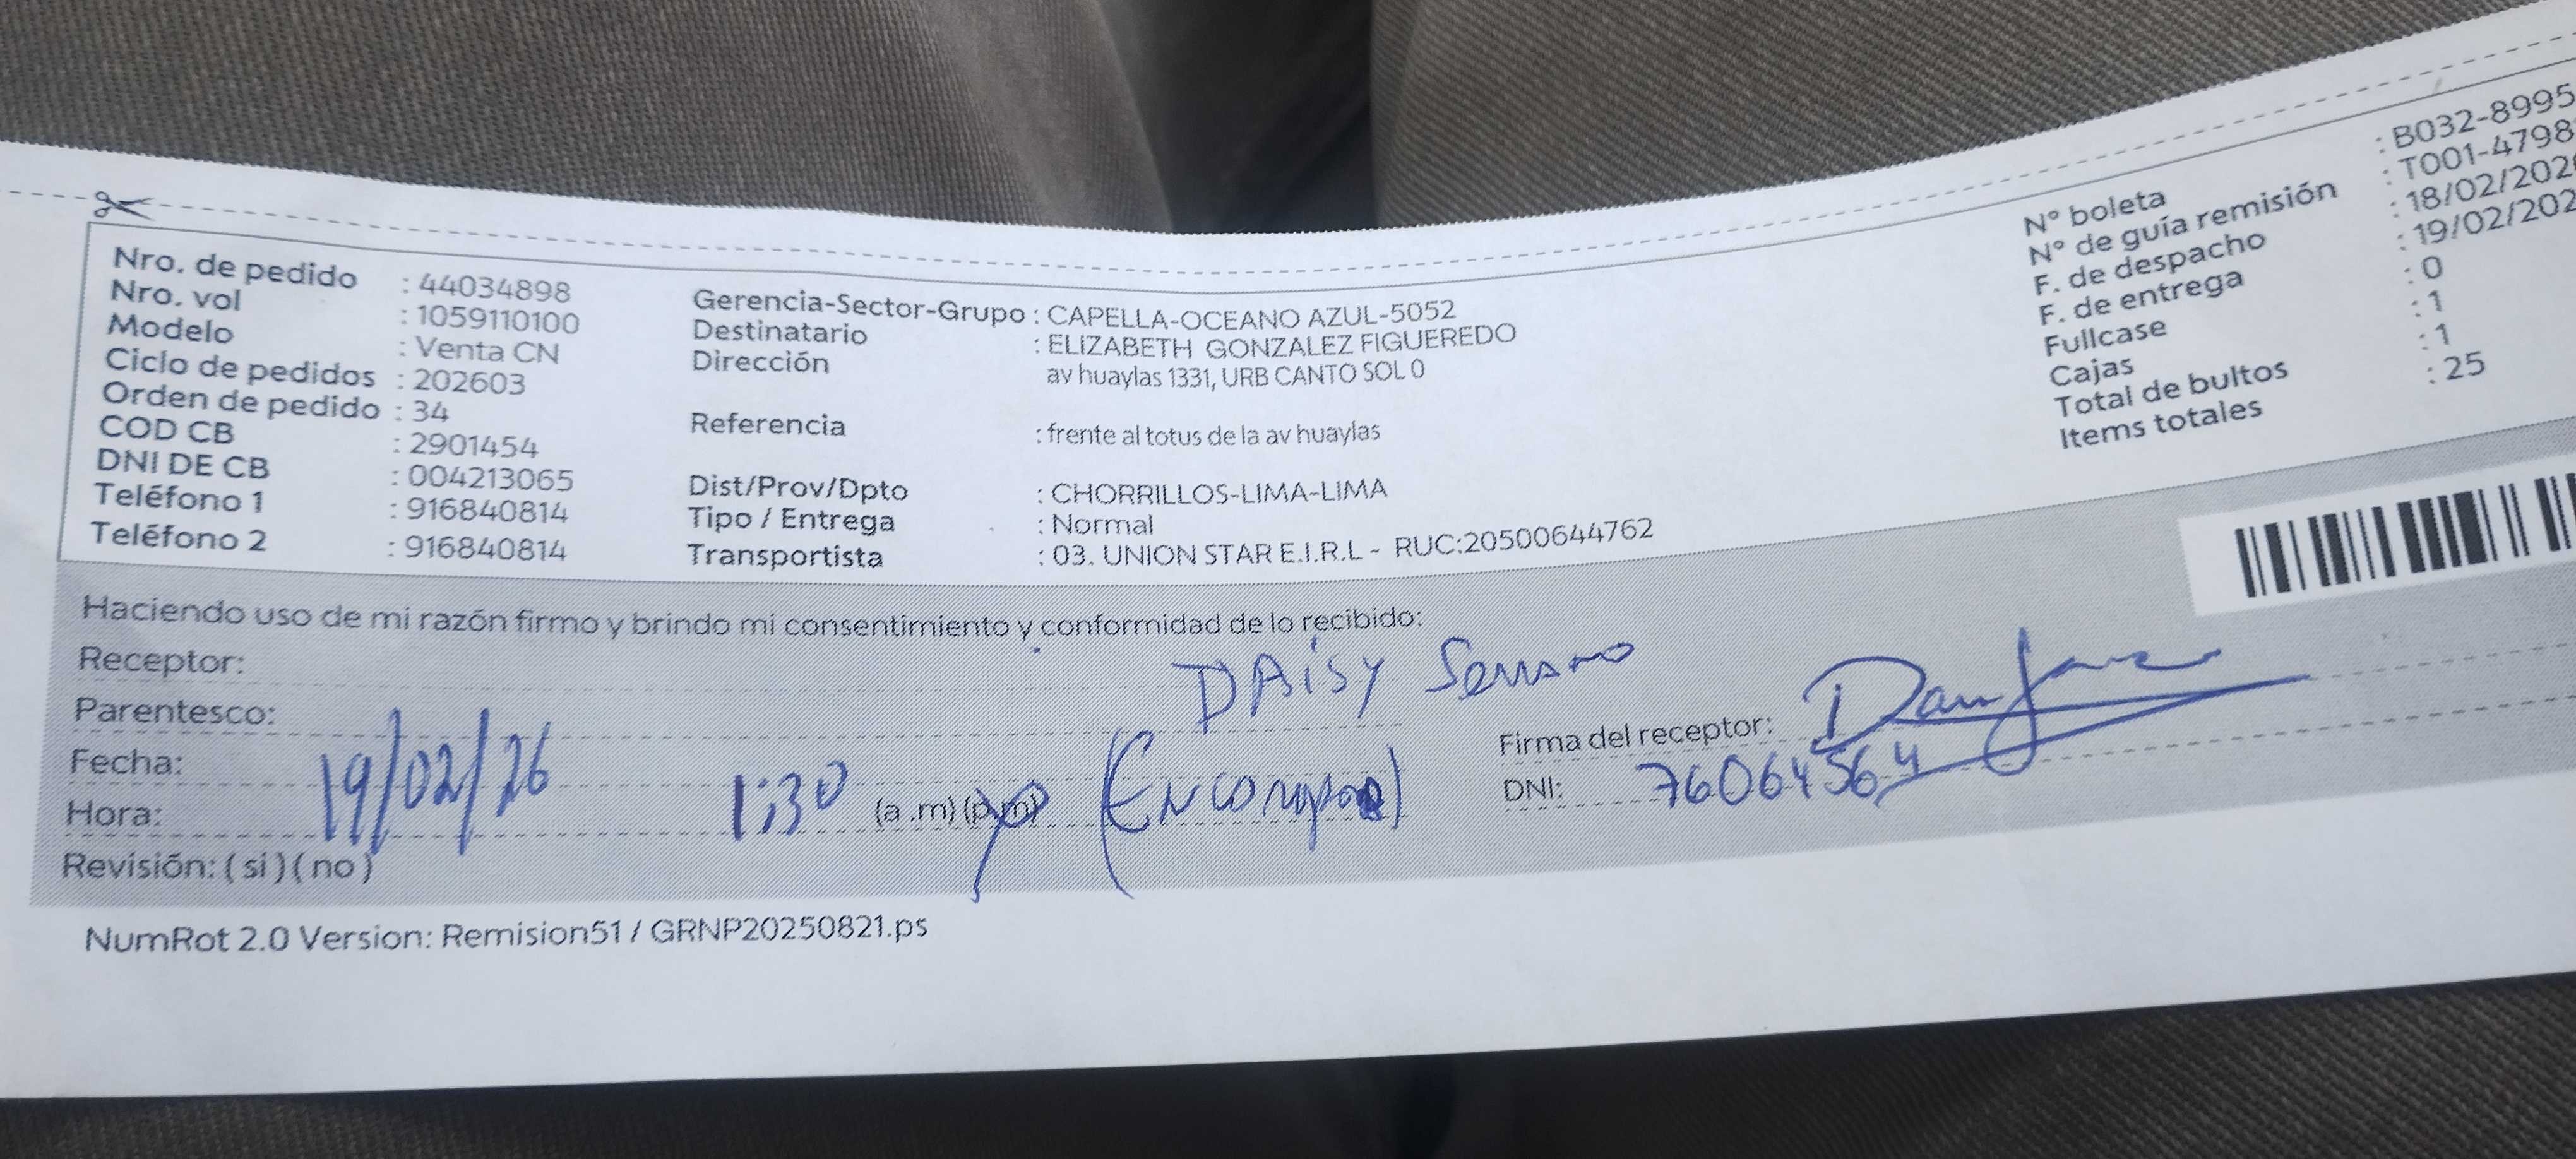 Nro. de pedido : 44034898
Nro. vol : 1059110100
Modelo : Venta CN
Ciclo de pedidos : 202603
Orden de pedido : 34
COD CB : 2901454
DNI DE CB : 004213065
Teléfono 1 : 916840814
Teléfono 2 : 916840814
Gerencia-Sector-Grupo : CAPELLA-OCEANO AZUL-5052
Destinatario : ELIZABETH GONZALEZ FIGUEREDO
Dirección av huaylas 1331, URB CANTO SOL 0
Referencia : frente al totus de la av huaylas
Dist/Prov/Dpto : CHORRILLOS-LIMA-LIMA
Tipo / Entrega : Normal
Transportista : 03. UNION STAR E.I.R.L - RUC:20500644762
N° boleta : B032-8995
N° de guía remisión : T001-4798
F. de despacho : 18/02/202
F. de entrega : 19/02/202
Fullcase : 0
Cajas : 1
Total de bultos : 1
Items totales : 25
Haciendo uso de mi razón firmo y brindo mi consentimiento y conformidad de lo recibido:
Receptor: DAisy Serrano
Parentesco:
Fecha: 19/02/26
Hora: 1:30 (a .m) (p.m)
Revisión: ( si ) ( no )
Firma del receptor:
DNI: 76064564
NumRot 2.0 Version: Remision51 / GRNP20250821.ps